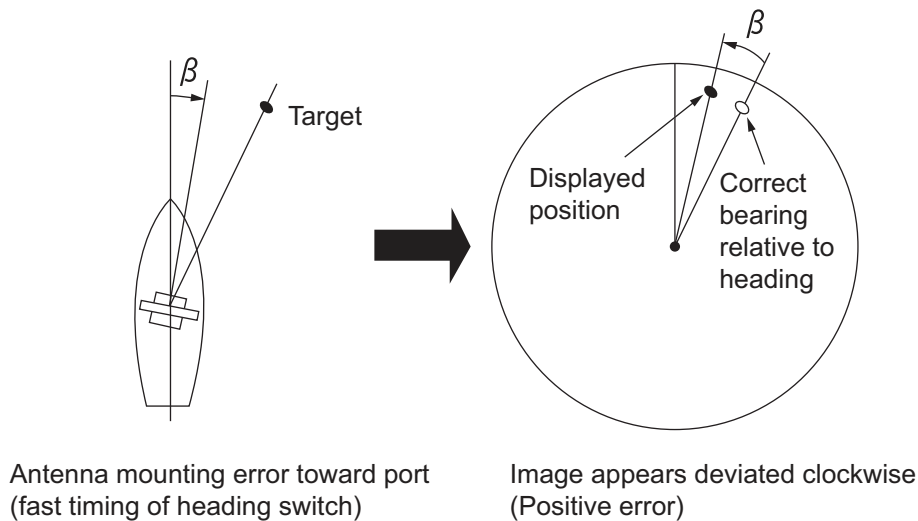 β
Target
β
Displayed
position
Correct
bearing
relative to
heading
Antenna mounting error toward port
(fast timing of heading switch)
Image appears deviated clockwise
(Positive error)